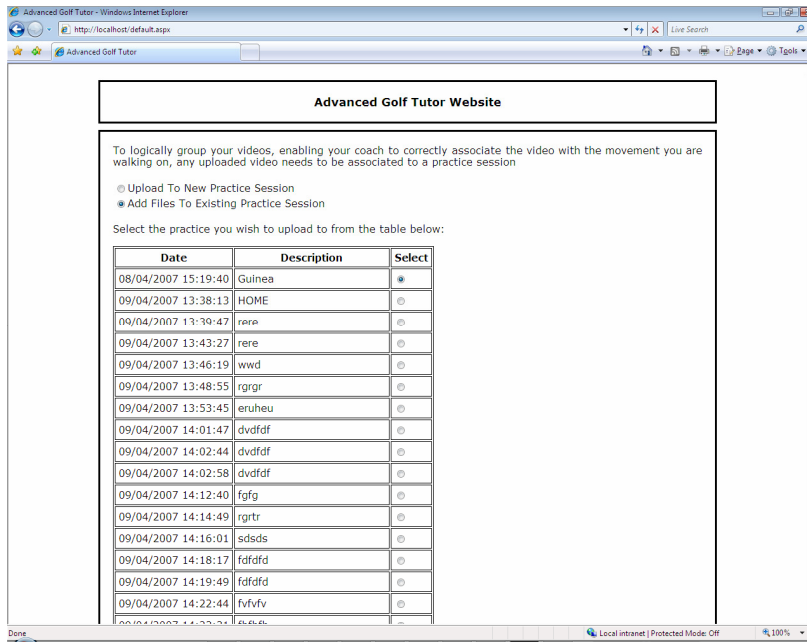 Advanced Golf Tutor - Windows Internet Explorer
http://localhost/default.aspx
Live Search
Advanced Golf Tutor
Page Tools
Advanced Golf Tutor Website
To logically group your videos, enabling your coach to correctly associate the video with the movement you are
walking on, any uploaded video needs to be associated to a practice session
Upload To New Practice Session
Add Files To Existing Practice Session
Select the practice you wish to upload to from the table below:
Date Description Select
08/04/2007 15:19:40 Guinea
09/04/2007 13:38:13 HOME
09/04/2007 13:39:47 rere
09/04/2007 13:43:27 rere
09/04/2007 13:46:19 wwd
09/04/2007 13:48:55 rgrgr
09/04/2007 13:53:45 eruheu
09/04/2007 14:01:47 dvdfdf
09/04/2007 14:02:44 dvdfdf
09/04/2007 14:02:58 dvdfdf
09/04/2007 14:12:40 fgfg
09/04/2007 14:14:49 rgrtr
09/04/2007 14:16:01 sdsds
09/04/2007 14:18:17 fdfdfd
09/04/2007 14:19:49 fdfdfd
09/04/2007 14:22:44 fvfvfv
Done Local intranet | Protected Mode: Off 100%